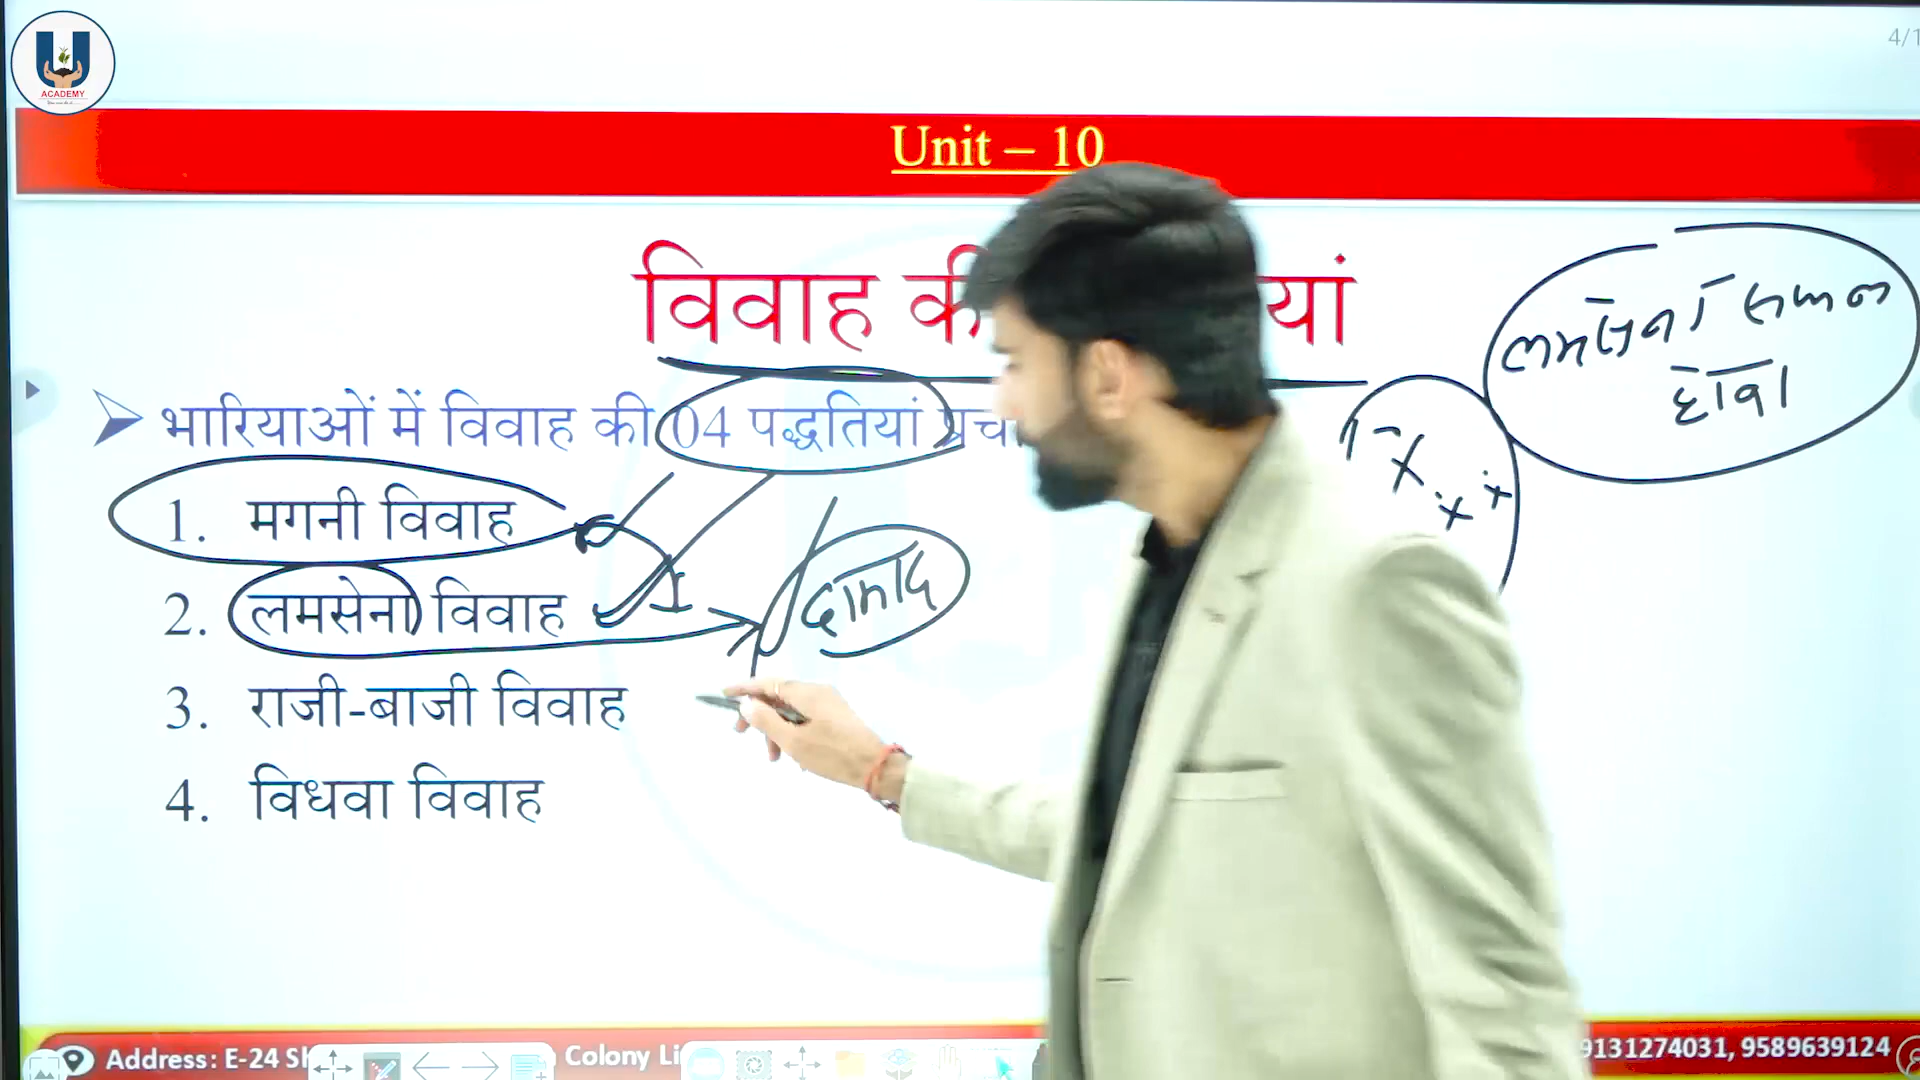 U
ACADEMY
4/1
Unit – 10
विवाह की यां
भारियाओं में विवाह की 04 पद्धतियां प्रच
1. मगनी विवाह
2. लमसेना विवाह
दामाद
3. राजी-बाजी विवाह
4. विधवा विवाह
लमसेना
होवा
Address: E-24 Colony
9131274031, 9589639124